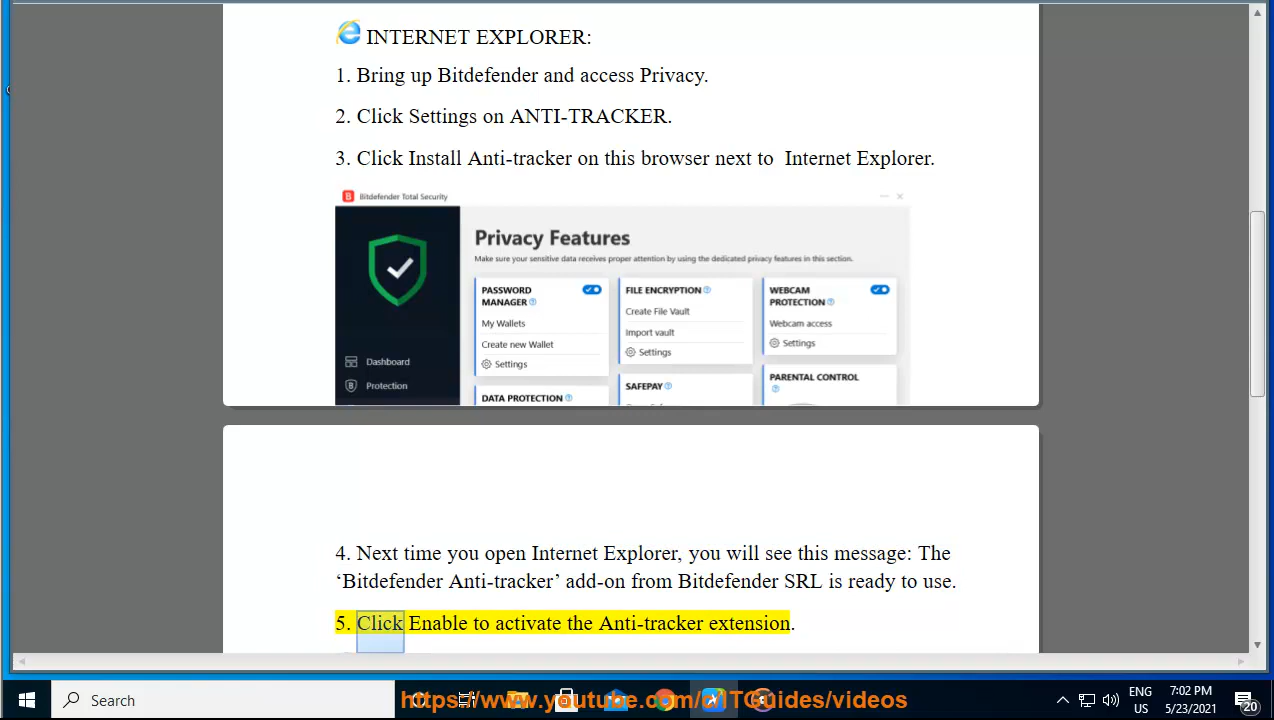 INTERNET EXPLORER:
1. Bring up Bitdefender and access Privacy.
2. Click Settings on ANTI-TRACKER.
3. Click Install Anti-tracker on this browser next to  Internet Explorer.
Bitdefender Total Security
Privacy Features
Make sure your sensitive data receives proper attention by using the dedicated privacy features in this section.
PASSWORD
MANAGER
My Wallets
Create new Wallet
Settings
DATA PROTECTION
FILE ENCRYPTION
Create File Vault
Import vault
Settings
SAFEPAY
WEBCAM
PROTECTION
Webcam access
Settings
PARENTAL CONTROL
Dashboard
Protection
4. Next time you open Internet Explorer, you will see this message: The
‘Bitdefender Anti-tracker’ add-on from Bitdefender SRL is ready to use.
5. Click Enable to activate the Anti-tracker extension.
Search
ENG
US
7:02 PM
5/23/2021
20